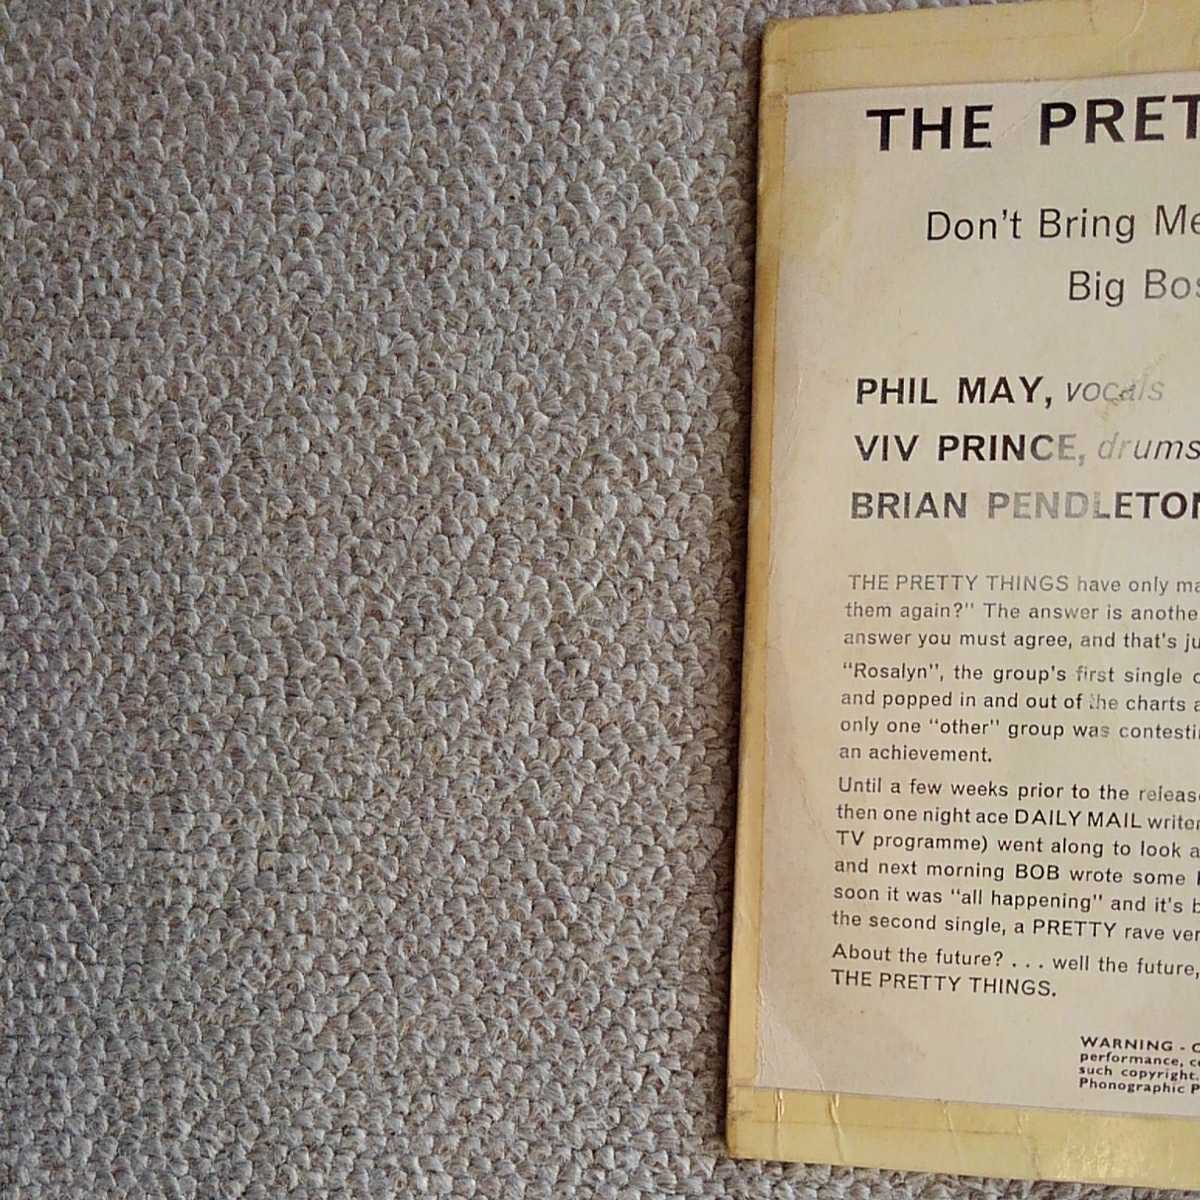 THE PRET
Don't Bring Me
Big Bos
PHIL MAY, vocals
VIV PRINCE, drums
BRIAN PENDLETON
THE PRETTY THINGS have only ma
them again?" The answer is anothe
answer you must agree, and that's ju
"Rosalyn", the group's first single
and popped in and out of the charts a
only one "other" group was contesti
an achievement.
Until a few weeks prior to the releas
then one night ace DAILY MAIL writer
TV programme) went along to look a
and next morning BOB wrote some
soon it was "all happening" and it's b
the second single, a PRETTY rave ver
About the future? . . . well the future,
THE PRETTY THINGS.
WARNING - C
performance, c
such copyright.
Phonographic P